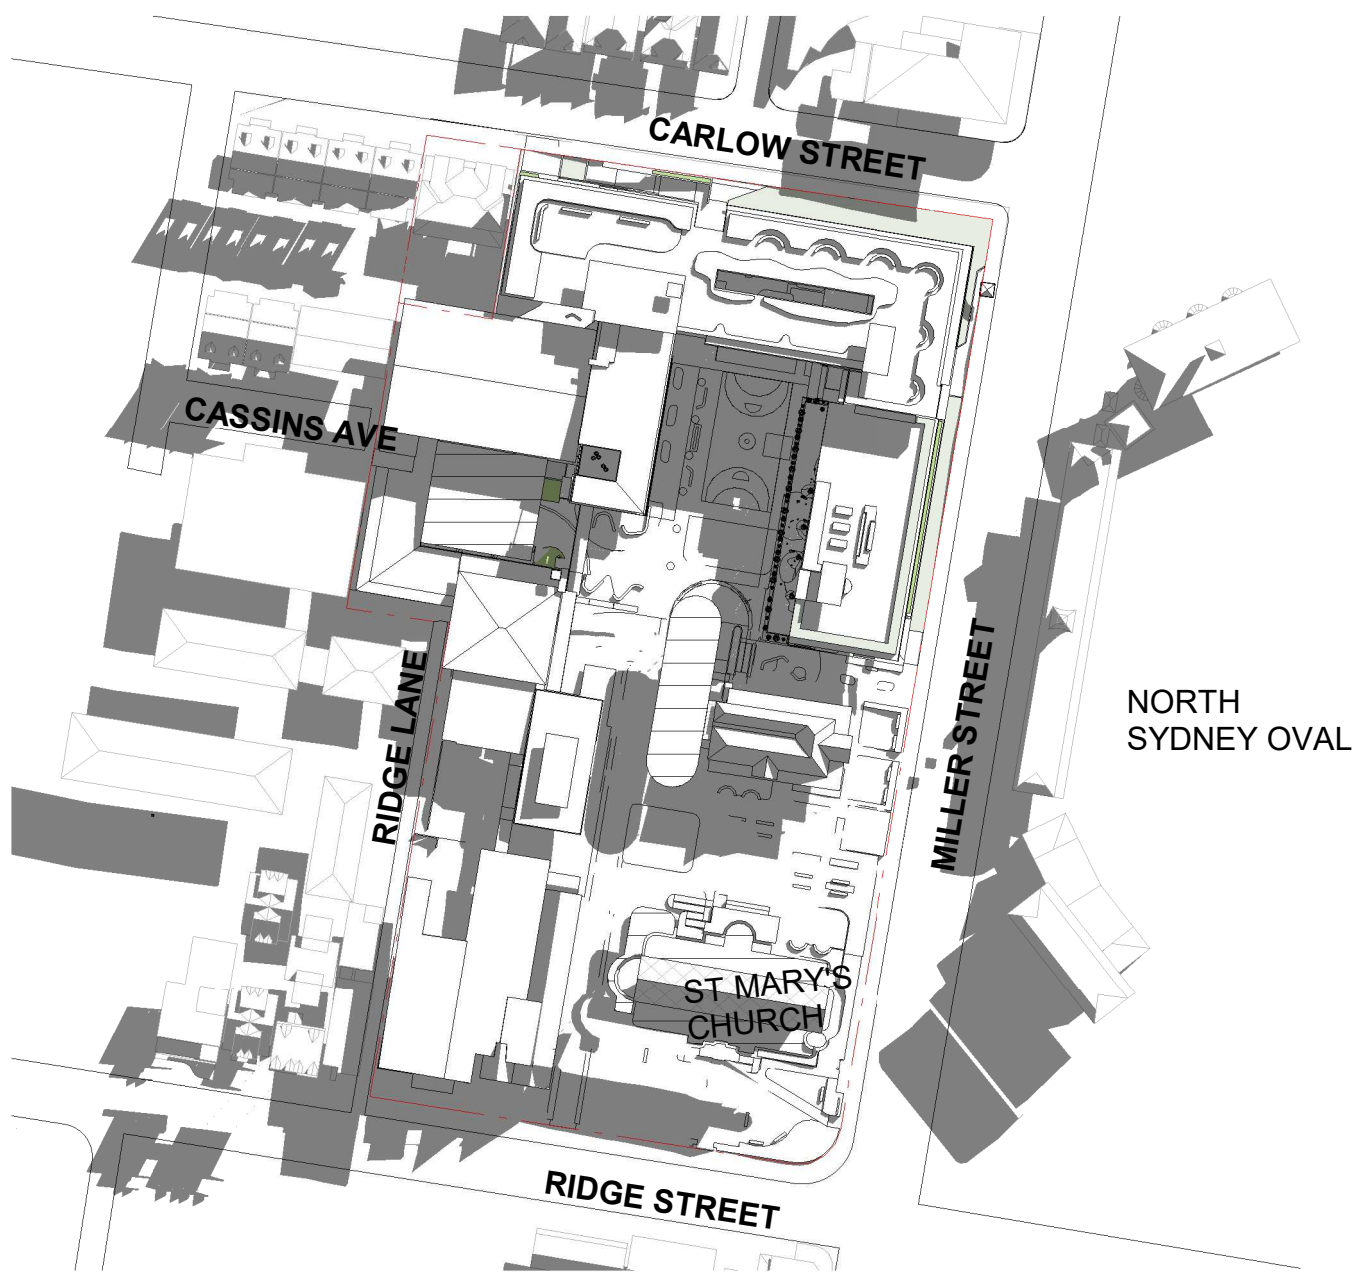 CARLOW STREET
CASSINS AVE
RIDGE LANE
MILLER STREET
NORTH
SYDNEY OVAL
ST MARY'S
CHURCH
RIDGE STREET